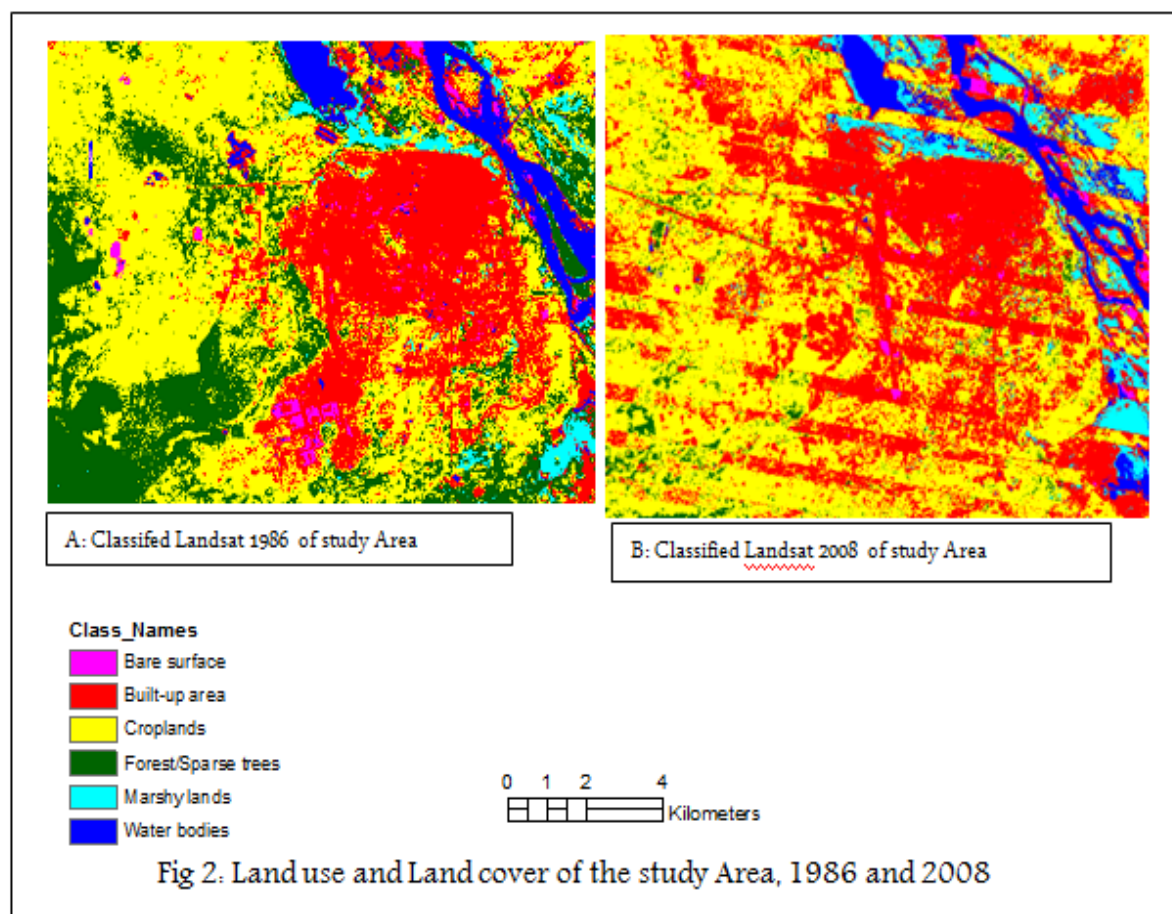 A: Classifed Landsat 1986 of study Area
B: Classified Landsat 2008 of study Area
Class_Names
Bare surface
Built-up area
Croplands
Forest/Sparse trees
Marshy lands
Water bodies
0 1 2 4
Kilometers
Fig 2: Land use and Land cover of the study Area, 1986 and 2008